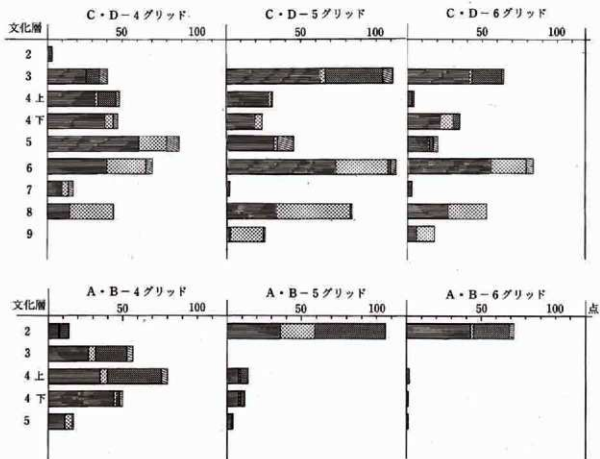 C・D－4グリッド C・D－5グリッド C・D－6グリッド
文化層 50 100 50 100 50 100
2
3
4上
4下
5
6
7
8
9
A・B－4グリッド A・B－5グリッド A・B－6グリッド
文化層 50 100 50 100 50 100 点
2
3
4上
4下
5